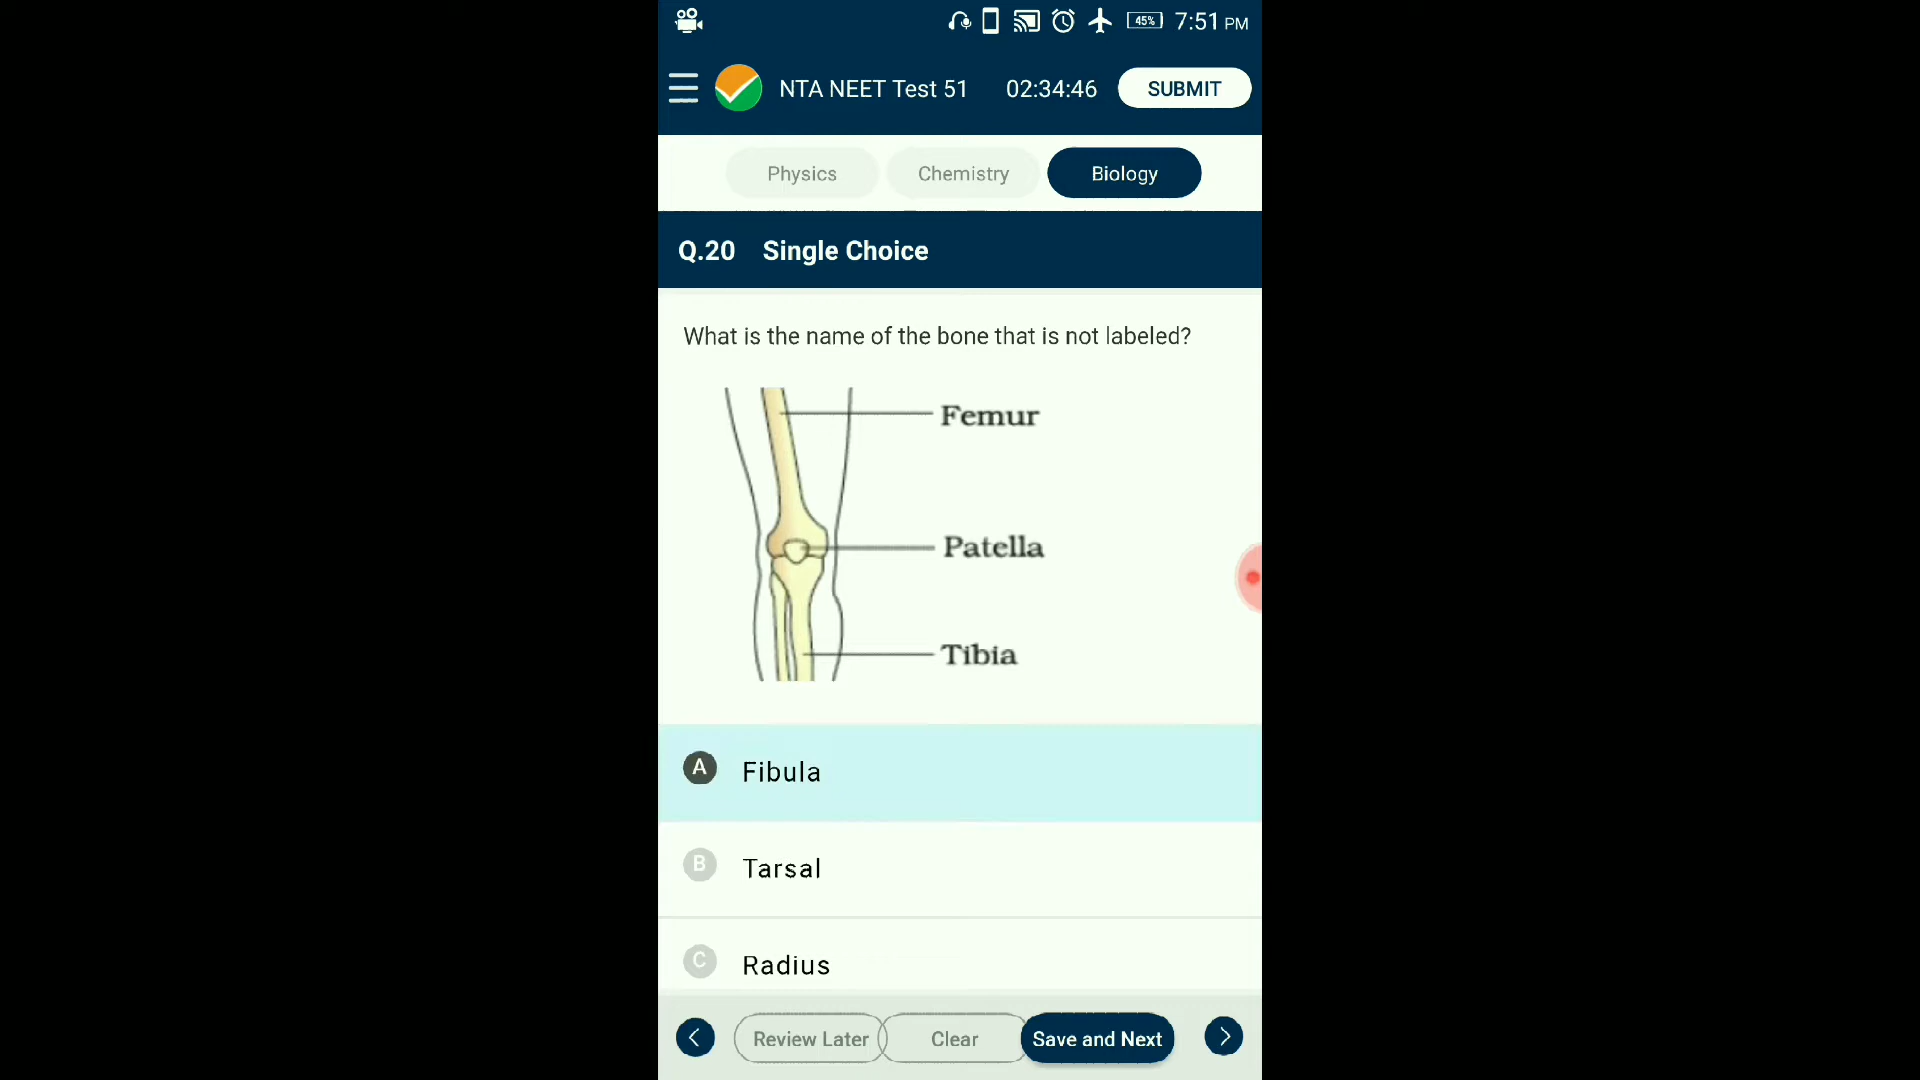 45% 7:51 PM
NTA NEET Test 51 02:34:46 SUBMIT
Physics Chemistry Biology
Q.20 Single Choice
What is the name of the bone that is not labeled?
Femur
Patella
Tibia
A Fibula
B Tarsal
C Radius
Review Later Clear Save and Next